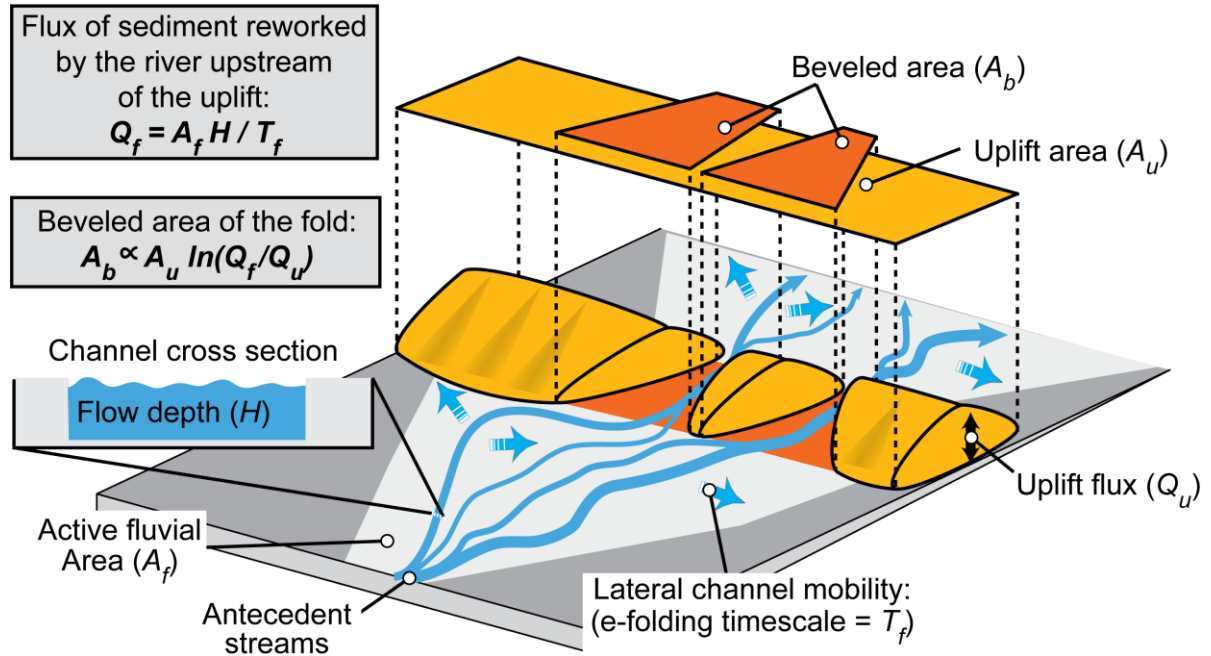 Flux of sediment reworked
by the river upstream
of the uplift:
Q_f = A_f H / T_f
Beveled area of the fold:
A_b ∝ A_u ln(Q_f/Q_u)
Channel cross section
Flow depth (H)
Active fluvial
Area (A_f)
Antecedent
streams
Beveled area (A_b)
Uplift area (A_u)
Uplift flux (Q_u)
Lateral channel mobility:
(e-folding timescale = T_f)